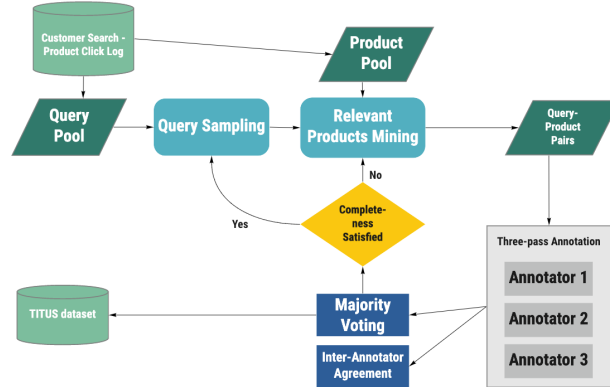 Customer Search -
Product Click Log
Product
Pool
Query
Pool
Query Sampling
Relevant
Products Mining
Query-
Product
Pairs
No
Yes
Complete-
ness
Satisfied
Three-pass Annotation
Annotator 1
Annotator 2
Annotator 3
TITUS dataset
Majority
Voting
Inter-Annotator
Agreement